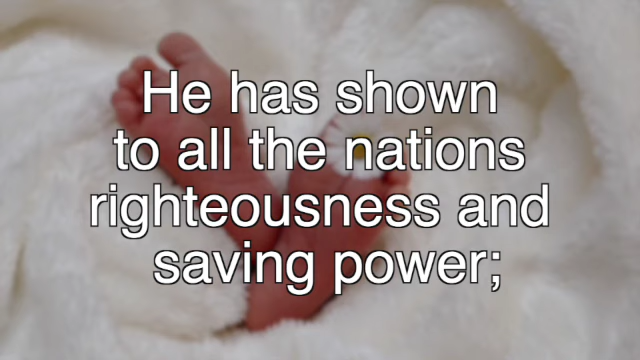 He has shown
to all the nations
righteousness and
saving power;